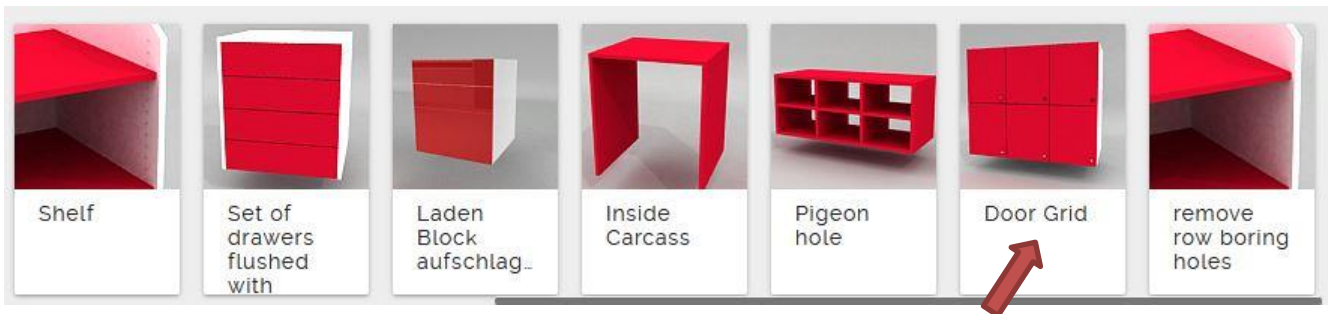 Shelf
Set of
drawers
flushed
with
Laden
Block
aufschlag...
Inside
Carcass
Pigeon
hole
Door Grid
remove
row boring
holes